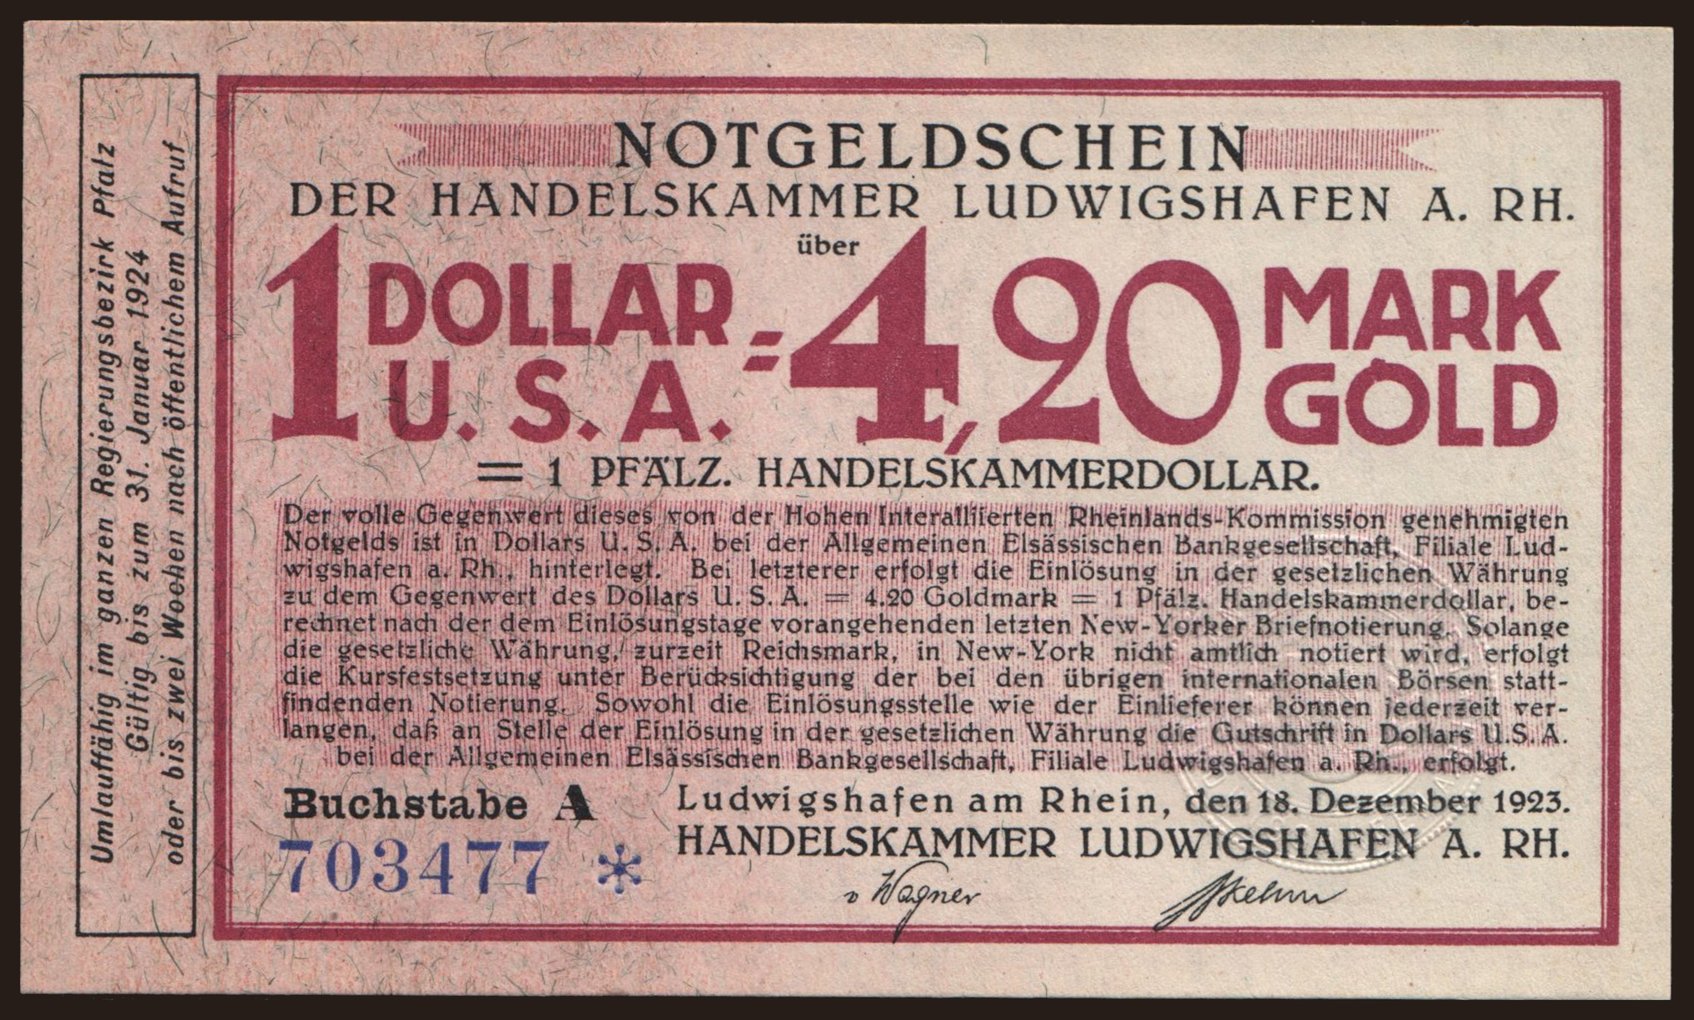 Umlauffähig im ganzen Regierungsbezirk Pfalz
Gültig bis zum 31. Januar 1924
oder bis zwei Wochen nach öffentlichem Aufruf
NOTGELDSCHEIN
DER HANDELSKAMMER LUDWIGSHAFEN A. RH.
über
1 DOLLAR U. S. A. = 4,20 MARK GOLD
= 1 PFÄLZ. HANDELSKAMMERDOLLAR.
Der volle Gegenwert dieses von der Hohen Interalliierten Rheinlands-Kommission genehmigten
Notgelds ist in Dollars U. S. A. bei der Allgemeinen Elsässischen Bankgesellschaft, Filiale Lud-
wigshafen a. Rh., hinterlegt. Bei letzterer erfolgt die Einlösung in der gesetzlichen Währung
zu dem Gegenwert des Dollars U. S. A. = 4.20 Goldmark = 1 Pfälz. Handelskammerdollar, be-
rechnet nach der dem Einlösungstage vorangehenden letzten New-Yorker Briefnotierung. Solange
die gesetzliche Währung, zurzeit Reichsmark, in New-York nicht amtlich notiert wird, erfolgt
die Kursfestsetzung unter Berücksichtigung der bei den übrigen internationalen Börsen statt-
findenden Notierung. Sowohl die Einlösungsstelle wie der Einlieferer können jederzeit ver-
langen, daß an Stelle der Einlösung in der gesetzlichen Währung die Gutschrift in Dollars U.S.A.
bei der Allgemeinen Elsässischen Bankgesellschaft, Filiale Ludwigshafen a. Rh., erfolgt.
Buchstabe A
703477 *
Ludwigshafen am Rhein, den 18. Dezember 1923.
HANDELSKAMMER LUDWIGSHAFEN A. RH.
v Wagner